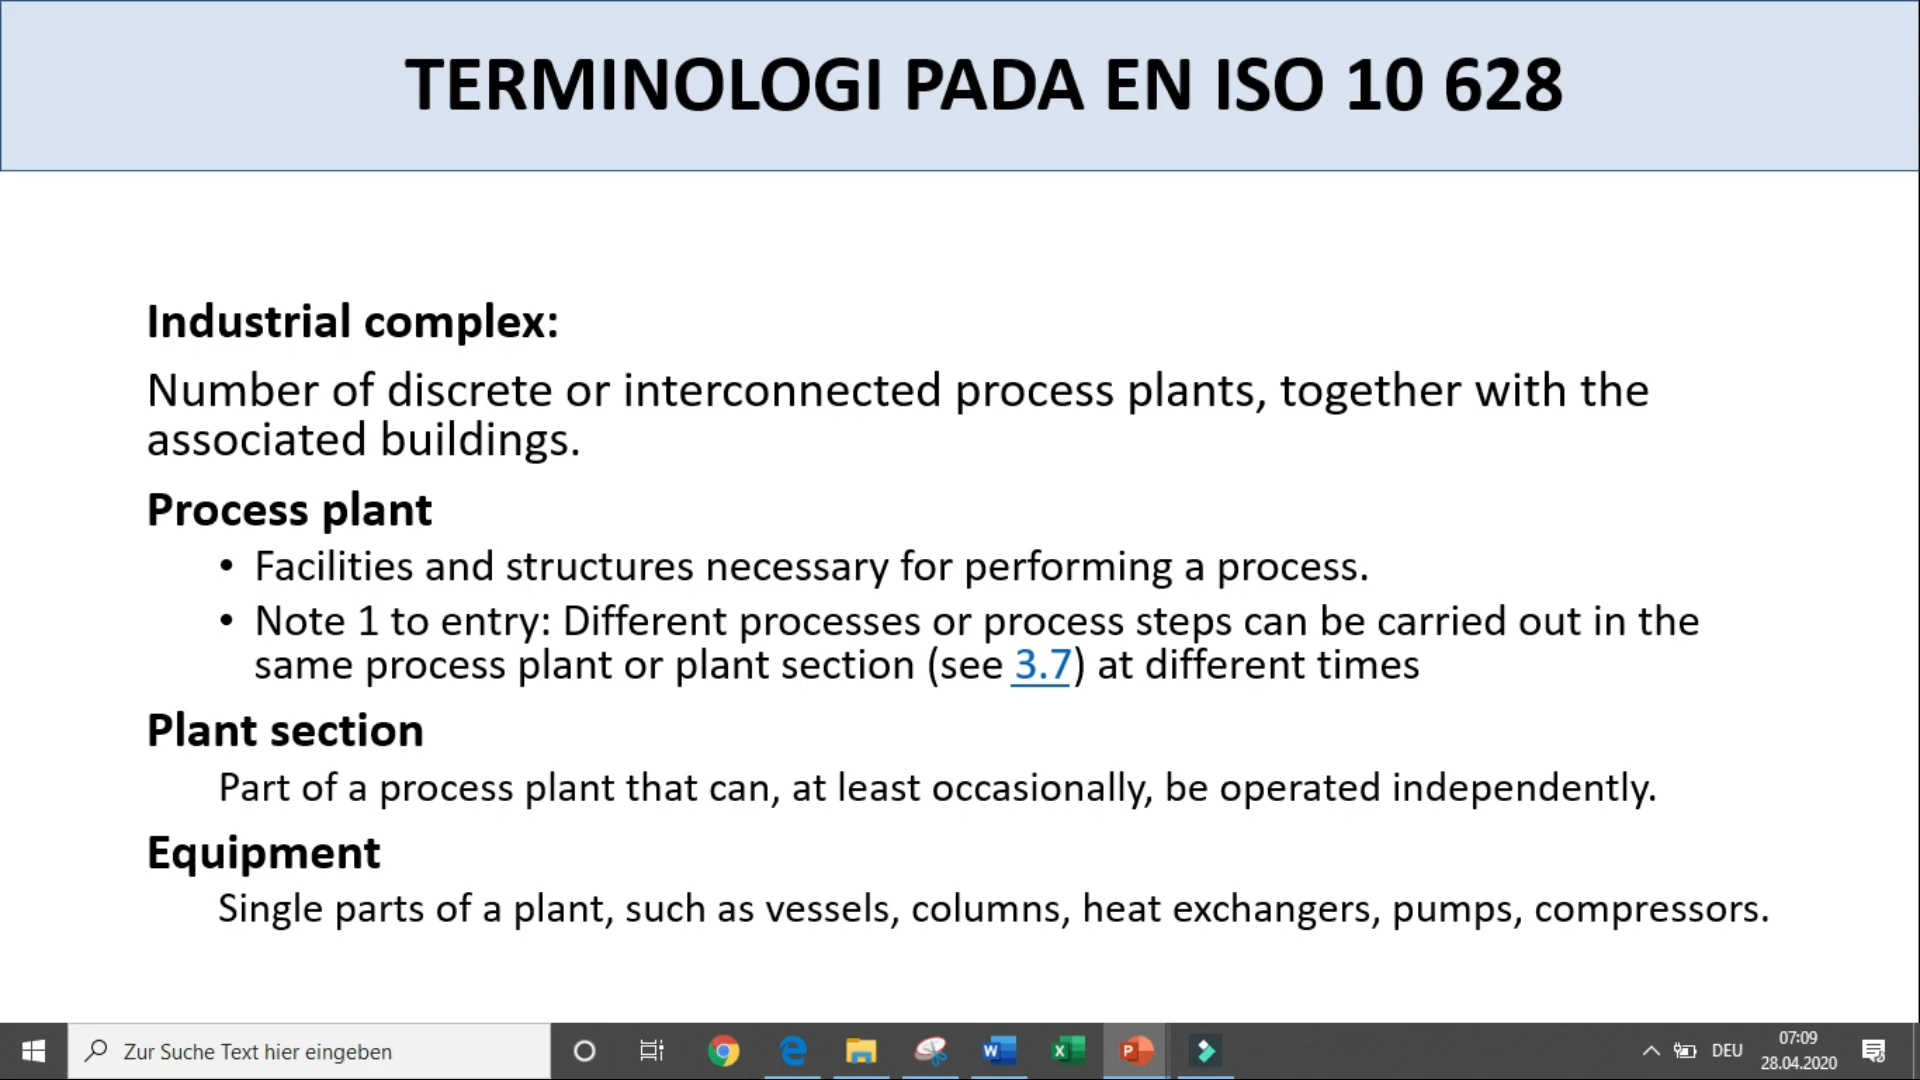 TERMINOLOGI PADA EN ISO 10 628
Industrial complex:
Number of discrete or interconnected process plants, together with the
associated buildings.
Process plant
• Facilities and structures necessary for performing a process.
• Note 1 to entry: Different processes or process steps can be carried out in the
same process plant or plant section (see 3.7) at different times
Plant section
Part of a process plant that can, at least occasionally, be operated independently.
Equipment
Single parts of a plant, such as vessels, columns, heat exchangers, pumps, compressors.
Zur Suche Text hier eingeben
DEU
07:09
28.04.2020